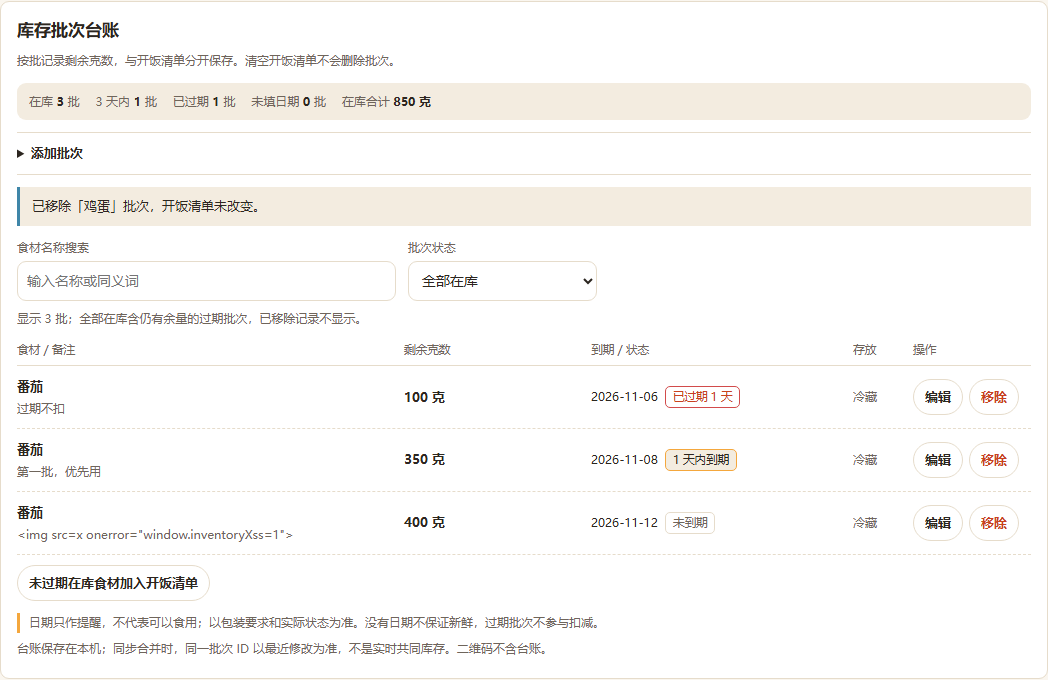 库存批次台账
按批记录剩余克数，与开饭清单分开保存。清空开饭清单不会删除批次。
在库 3 批 3 天内 1 批 已过期 1 批 未填日期 0 批 在库合计 850 克
添加批次
已移除「鸡蛋」批次，开饭清单未改变。
食材名称搜索 批次状态
输入名称或同义词 全部在库
显示 3 批；全部在库含仍有余量的过期批次，已移除记录不显示。
食材 / 备注 剩余克数 到期 / 状态 存放 操作
番茄 100 克 2026-11-06 已过期 1 天 冷藏 编辑 移除
过期不扣
番茄 350 克 2026-11-08 1 天内到期 冷藏 编辑 移除
第一批，优先用
番茄 400 克 2026-11-12 未到期 冷藏 编辑 移除
<img src=x onerror="window.inventoryXss=1">
未过期在库食材加入开饭清单
日期只作提醒，不代表可以食用；以包装要求和实际状态为准。没有日期不保证新鲜，过期批次不参与扣减。
台账保存在本机；同步合并时，同一批次 ID 以最近修改为准，不是实时共同库存。二维码不含台账。